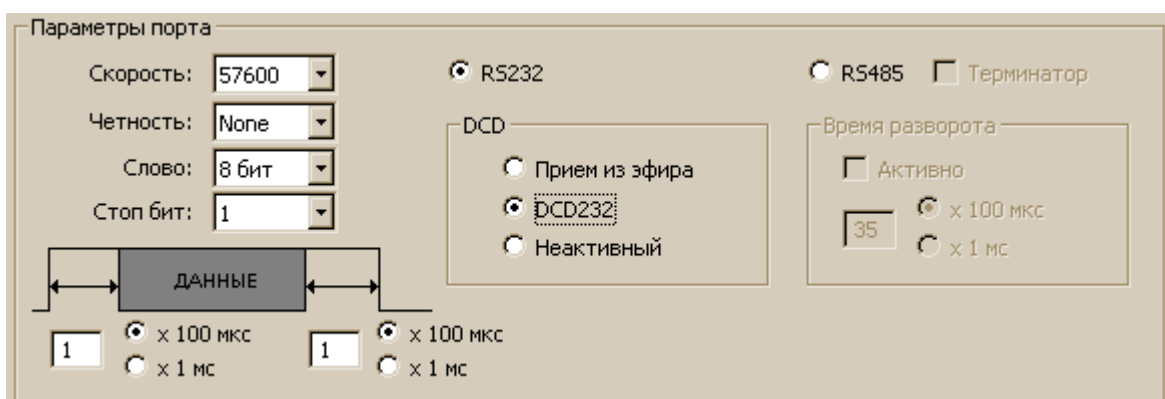 Параметры порта
Скорость: 57600 RS232 RS485 Терминатор
Четность: None DCD Время разворота
Слово: 8 бит Прием из эфира Активно
Стоп бит: 1 DCD232 35 x 100 мкс
Неактивный x 1 мс
ДАННЫЕ
1 x 100 мкс 1 x 100 мкс
x 1 мс x 1 мс